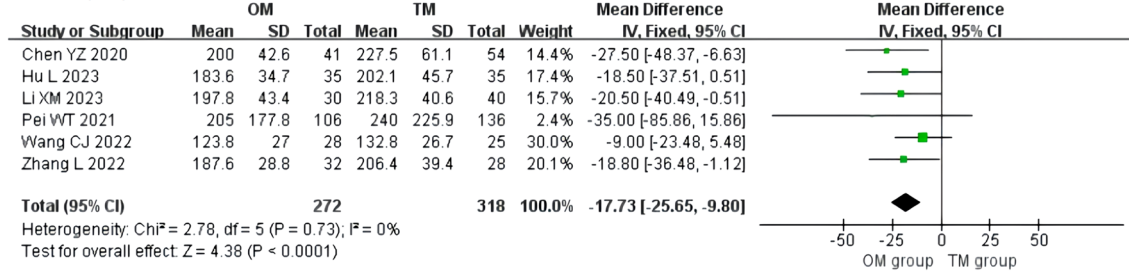 OM TM Mean Difference Mean Difference
Study or Subgroup Mean SD Total Mean SD Total Weight IV, Fixed, 95% CI IV, Fixed, 95% CI
Chen YZ 2020 200 42.6 41 227.5 61.1 54 14.4% -27.50 [-48.37, -6.63]
Hu L 2023 183.6 34.7 35 202.1 45.7 35 17.4% -18.50 [-37.51, 0.51]
Li XM 2023 197.8 43.4 30 218.3 40.6 40 15.7% -20.50 [-40.49, -0.51]
Pei WT 2021 205 177.8 106 240 225.9 136 2.4% -35.00 [-85.86, 15.86]
Wang CJ 2022 123.8 27 28 132.8 26.7 25 30.0% -9.00 [-23.48, 5.48]
Zhang L 2022 187.6 28.8 32 206.4 39.4 28 20.1% -18.80 [-36.48, -1.12]
Total (95% CI) 272 318 100.0% -17.73 [-25.65, -9.80]
Heterogeneity: Chi² = 2.78, df = 5 (P = 0.73); I² = 0%
Test for overall effect: Z = 4.38 (P < 0.0001)
-50 -25 0 25 50
OM group TM group